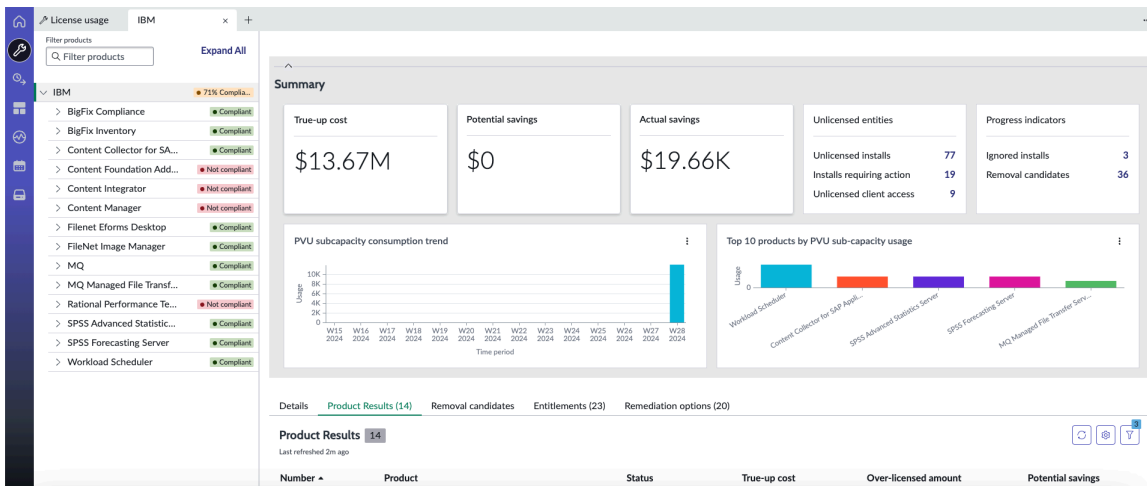 License usage
IBM
Filter products
Filter products
Expand All
IBM
71% Complia...
BigFix Compliance
Compliant
BigFix Inventory
Compliant
Content Collector for SA...
Compliant
Content Foundation Add...
Not compliant
Content Integrator
Not compliant
Content Manager
Not compliant
Filenet Eforms Desktop
Compliant
FileNet Image Manager
Compliant
MQ
Compliant
MQ Managed File Transf...
Compliant
Rational Performance Te...
Not compliant
SPSS Advanced Statistic...
Compliant
SPSS Forecasting Server
Compliant
Workload Scheduler
Compliant
Summary
True-up cost
$13.67M
Potential savings
$0
Actual savings
$19.66K
Unlicensed entities
Unlicensed installs 77
Installs requiring action 19
Unlicensed client access 9
Progress indicators
Ignored installs 3
Removal candidates 36
PVU subcapacity consumption trend
Usage
10K
8K
6K
4K
2K
0
W15 2024
W16 2024
W17 2024
W18 2024
W19 2024
W20 2024
W21 2024
W22 2024
W23 2024
W24 2024
W25 2024
W26 2024
W27 2024
W28 2024
Time period
Top 10 products by PVU sub-capacity usage
Usage
0
Workload Scheduler
Content Collector for SAP Appli...
SPSS Advanced Statistics Server
SPSS Forecasting Server
MQ Managed File Transfer Serv...
Details Product Results (14) Removal candidates Entitlements (23) Remediation options (20)
Product Results 14
Last refreshed 2m ago
3
Number Product Status True-up cost Over-licensed amount Potential savings